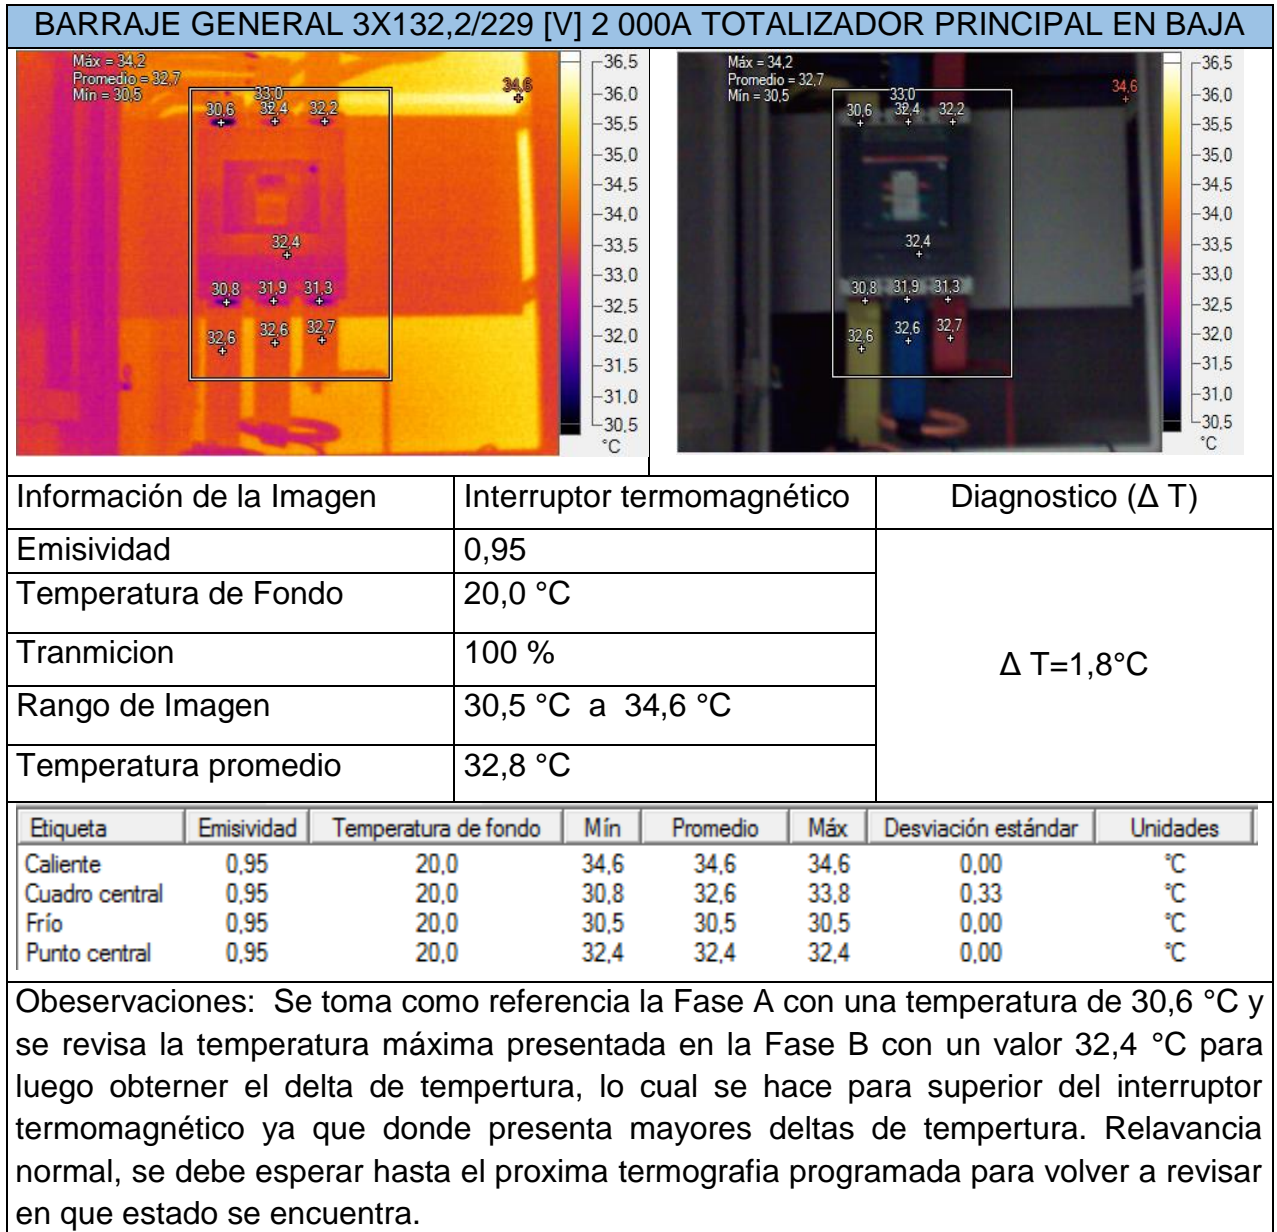 BARRAJE GENERAL 3X132,2/229 [V] 2 000A TOTALIZADOR PRINCIPAL EN BAJA
Máx = 34,2
Promedio = 32,7
Mín = 30,5
34,6
33,0
30,6 32,4 32,2
32,4
30,8 31,9 31,3
32,6 32,6 32,7
36,5
36,0
35,5
35,0
34,5
34,0
33,5
33,0
32,5
32,0
31,5
31,0
30,5
°C
Máx = 34,2
Promedio = 32,7
Mín = 30,5
34,6
33,0
30,6 32,4 32,2
32,4
30,8 31,9 31,3
32,6 32,6 32,7
36,5
36,0
35,5
35,0
34,5
34,0
33,5
33,0
32,5
32,0
31,5
31,0
30,5
°C
Información de la Imagen Interruptor termomagnético Diagnostico (Δ T)
Emisividad 0,95
Temperatura de Fondo 20,0 °C
Tranmicion 100 %
Δ T=1,8°C
Rango de Imagen 30,5 °C a 34,6 °C
Temperatura promedio 32,8 °C
Etiqueta Emisividad Temperatura de fondo Mín Promedio Máx Desviación estándar Unidades
Caliente 0,95 20,0 34,6 34,6 34,6 0,00 °C
Cuadro central 0,95 20,0 30,8 32,6 33,8 0,33 °C
Frío 0,95 20,0 30,5 30,5 30,5 0,00 °C
Punto central 0,95 20,0 32,4 32,4 32,4 0,00 °C
Obeservaciones: Se toma como referencia la Fase A con una temperatura de 30,6 °C y
se revisa la temperatura máxima presentada en la Fase B con un valor 32,4 °C para
luego obterner el delta de tempertura, lo cual se hace para superior del interruptor
termomagnético ya que donde presenta mayores deltas de tempertura. Relavancia
normal, se debe esperar hasta el proxima termografia programada para volver a revisar
en que estado se encuentra.